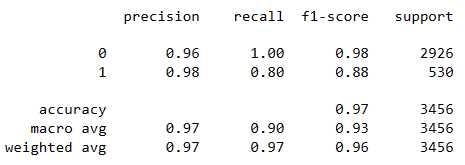 precision recall f1-score support
0 0.96 1.00 0.98 2926
1 0.98 0.80 0.88 530
accuracy 0.97 3456
macro avg 0.97 0.90 0.93 3456
weighted avg 0.97 0.97 0.96 3456